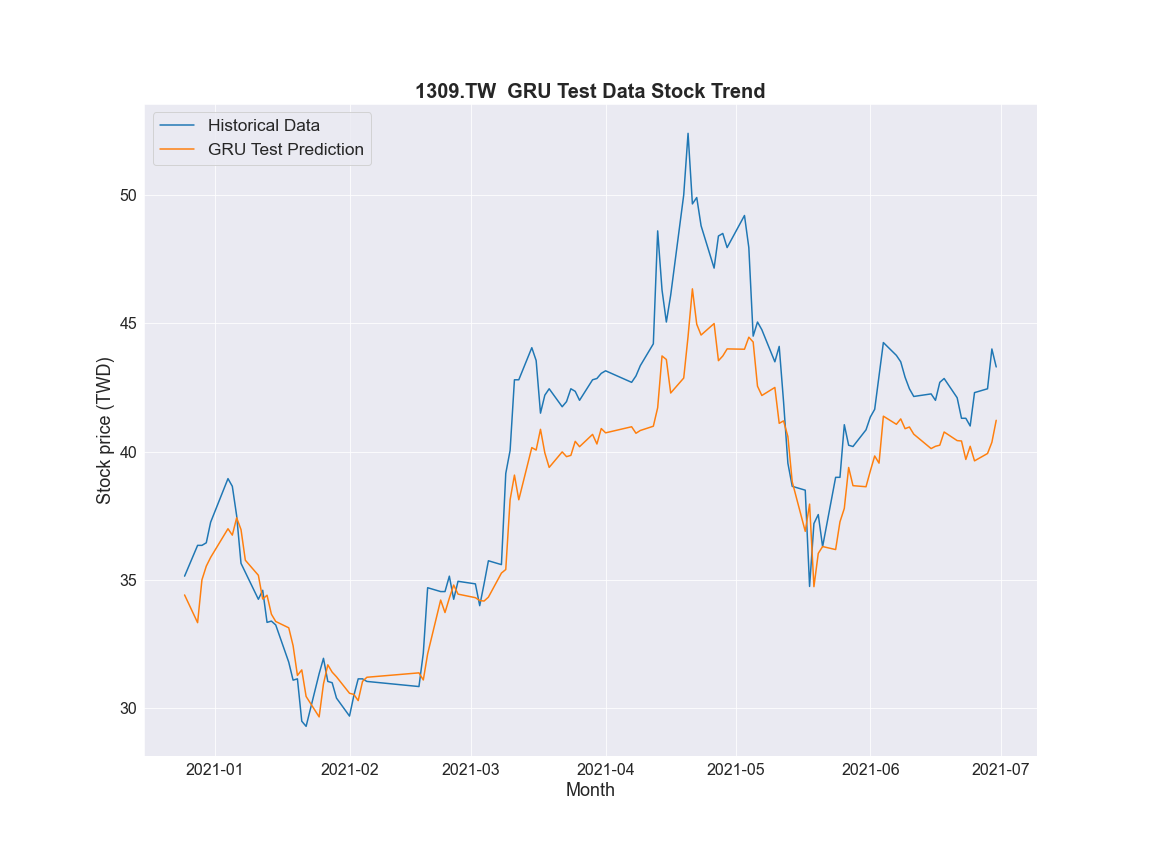 1309.TW  GRU Test Data Stock Trend
Historical Data
GRU Test Prediction
Stock price (TWD)
50
45
40
35
30
2021-01 2021-02 2021-03 2021-04 2021-05 2021-06 2021-07
Month